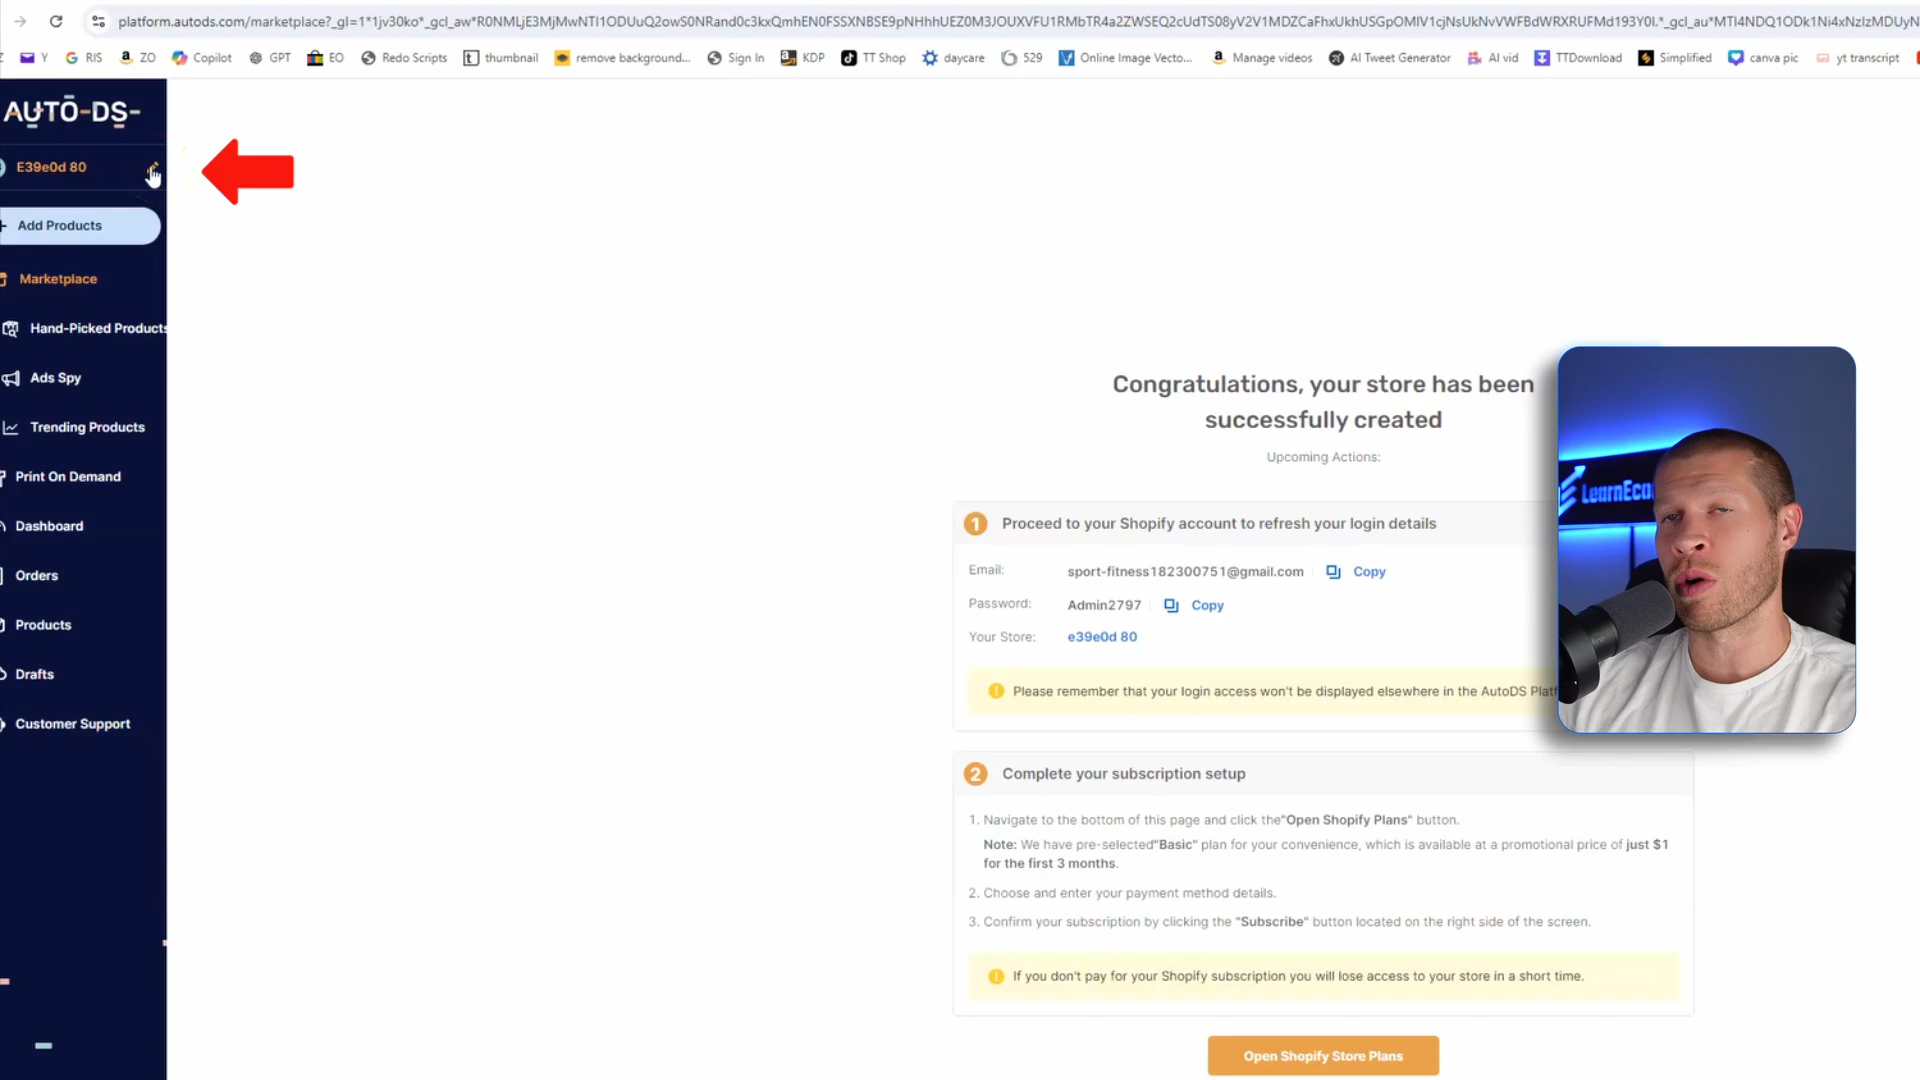 platform.autods.com/marketplace?_gl=1*1jv30ko*_gcl_aw*
Y
RIS
ZO
Copilot
GPT
EO
Redo Scripts
thumbnail
remove background...
Sign In
KDP
TT Shop
daycare
529
Online Image Vecto...
Manage videos
AI Tweet Generator
AI vid
TTDownload
Simplified
canva pic
yt transcript
AUTO-DS-
E39e0d 80
Add Products
Marketplace
Hand-Picked Products
Ads Spy
Trending Products
Print On Demand
Dashboard
Orders
Products
Drafts
Customer Support
Congratulations, your store has been
successfully created
Upcoming Actions:
1 Proceed to your Shopify account to refresh your login details
Email: sport-fitness182300751@gmail.com Copy
Password: Admin2797 Copy
Your Store: e39e0d 80
Please remember that your login access won't be displayed elsewhere in the AutoDS Platf
2 Complete your subscription setup
1. Navigate to the bottom of this page and click the"Open Shopify Plans" button.
Note: We have pre-selected"Basic" plan for your convenience, which is available at a promotional price of just $1
for the first 3 months.
2. Choose and enter your payment method details.
3. Confirm your subscription by clicking the "Subscribe" button located on the right side of the screen.
If you don't pay for your Shopify subscription you will lose access to your store in a short time.
Open Shopify Store Plans
LearnEco